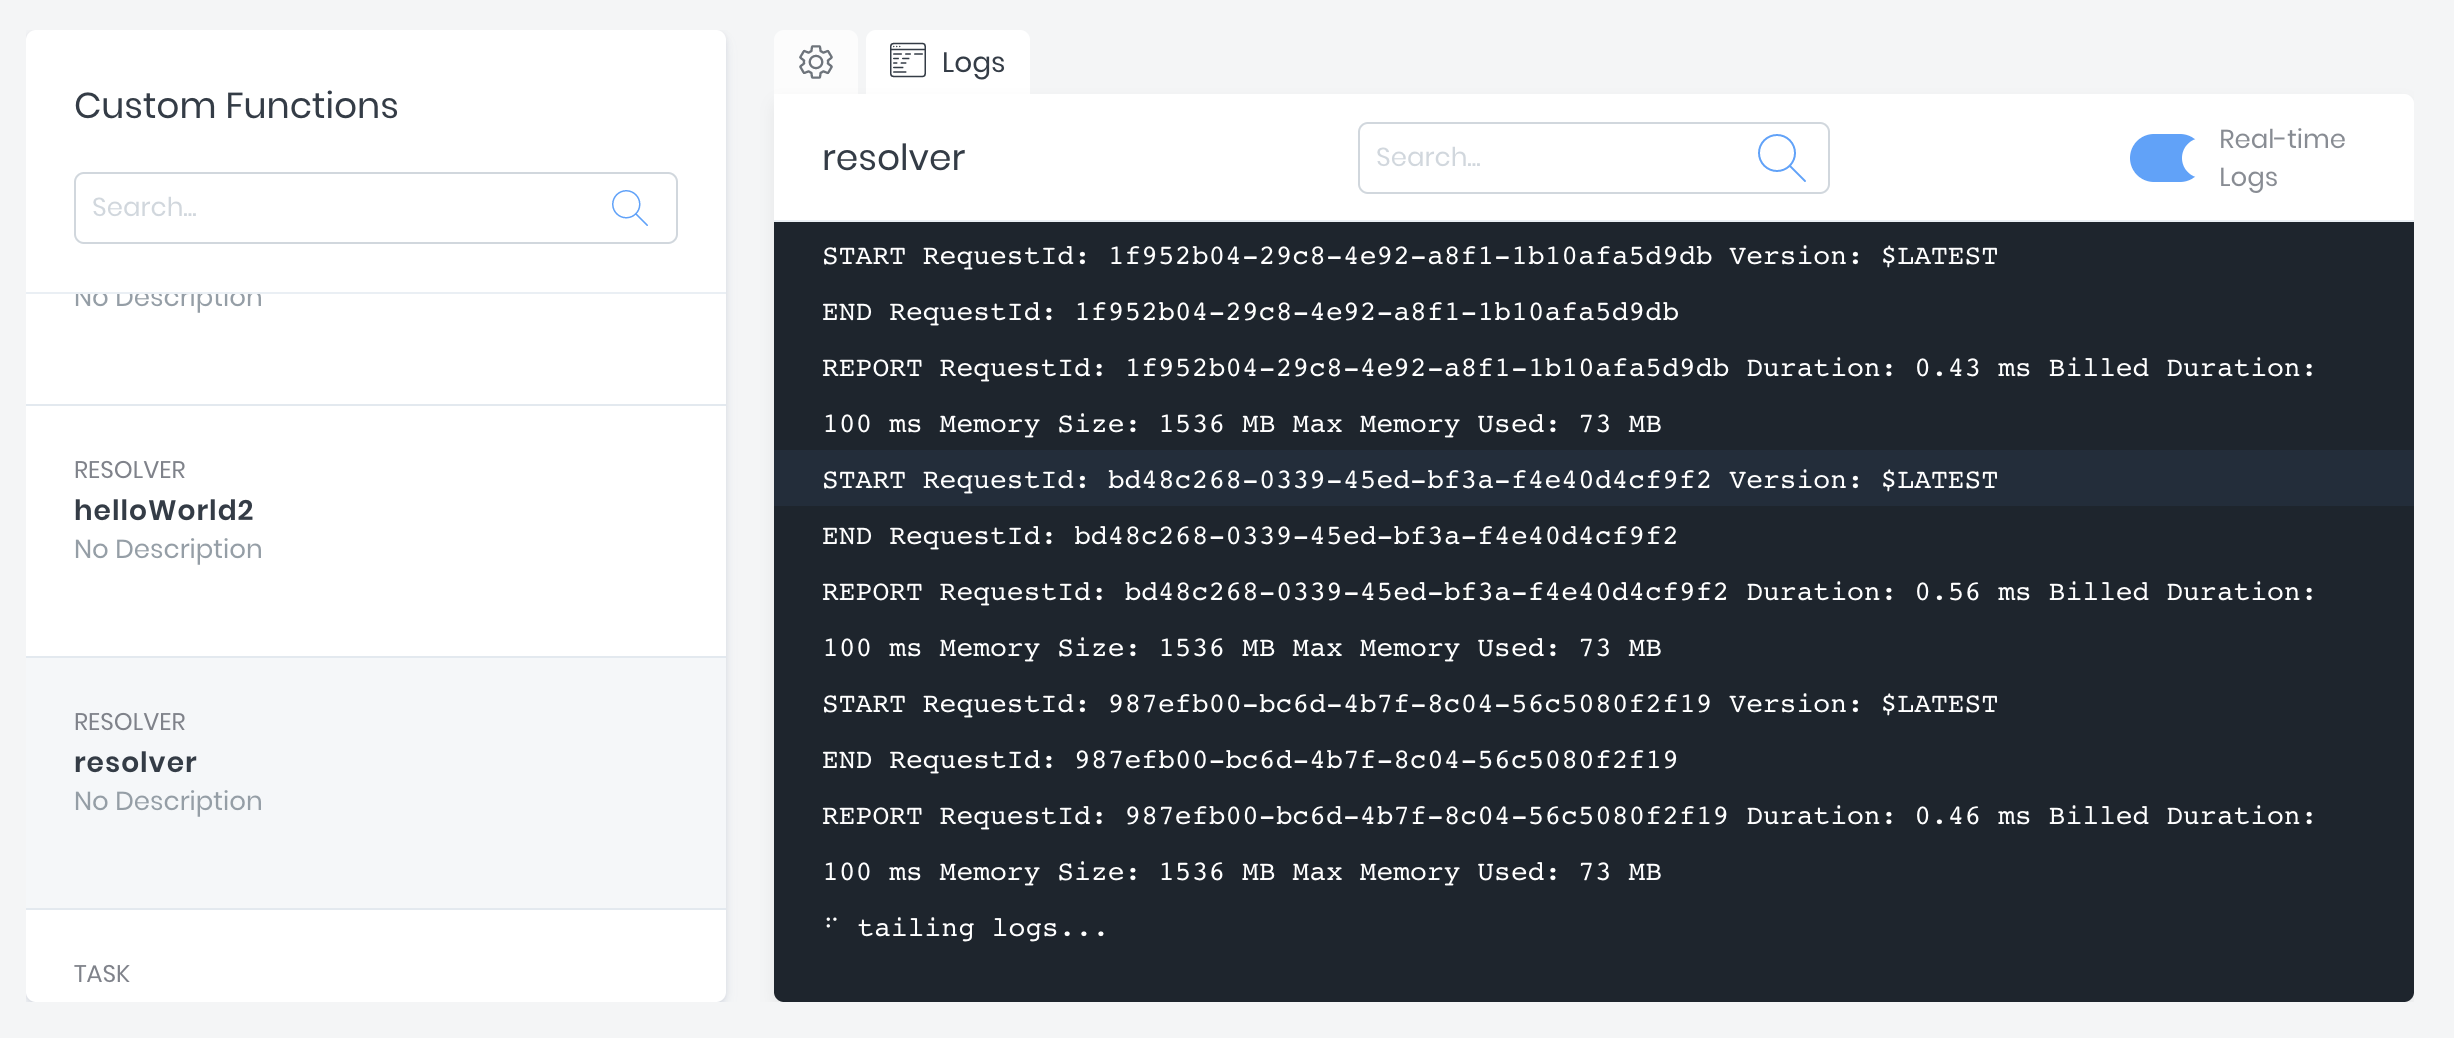 Custom Functions
Search...
No Description
RESOLVER
helloWorld2
No Description
RESOLVER
resolver
No Description
TASK
Logs
resolver
Search...
Real-time
Logs
START RequestId: 1f952b04-29c8-4e92-a8f1-1b10afa5d9db Version: $LATEST
END RequestId: 1f952b04-29c8-4e92-a8f1-1b10afa5d9db
REPORT RequestId: 1f952b04-29c8-4e92-a8f1-1b10afa5d9db Duration: 0.43 ms Billed Duration:
100 ms Memory Size: 1536 MB Max Memory Used: 73 MB
START RequestId: bd48c268-0339-45ed-bf3a-f4e40d4cf9f2 Version: $LATEST
END RequestId: bd48c268-0339-45ed-bf3a-f4e40d4cf9f2
REPORT RequestId: bd48c268-0339-45ed-bf3a-f4e40d4cf9f2 Duration: 0.56 ms Billed Duration:
100 ms Memory Size: 1536 MB Max Memory Used: 73 MB
START RequestId: 987efb00-bc6d-4b7f-8c04-56c5080f2f19 Version: $LATEST
END RequestId: 987efb00-bc6d-4b7f-8c04-56c5080f2f19
REPORT RequestId: 987efb00-bc6d-4b7f-8c04-56c5080f2f19 Duration: 0.46 ms Billed Duration:
100 ms Memory Size: 1536 MB Max Memory Used: 73 MB
tailing logs...